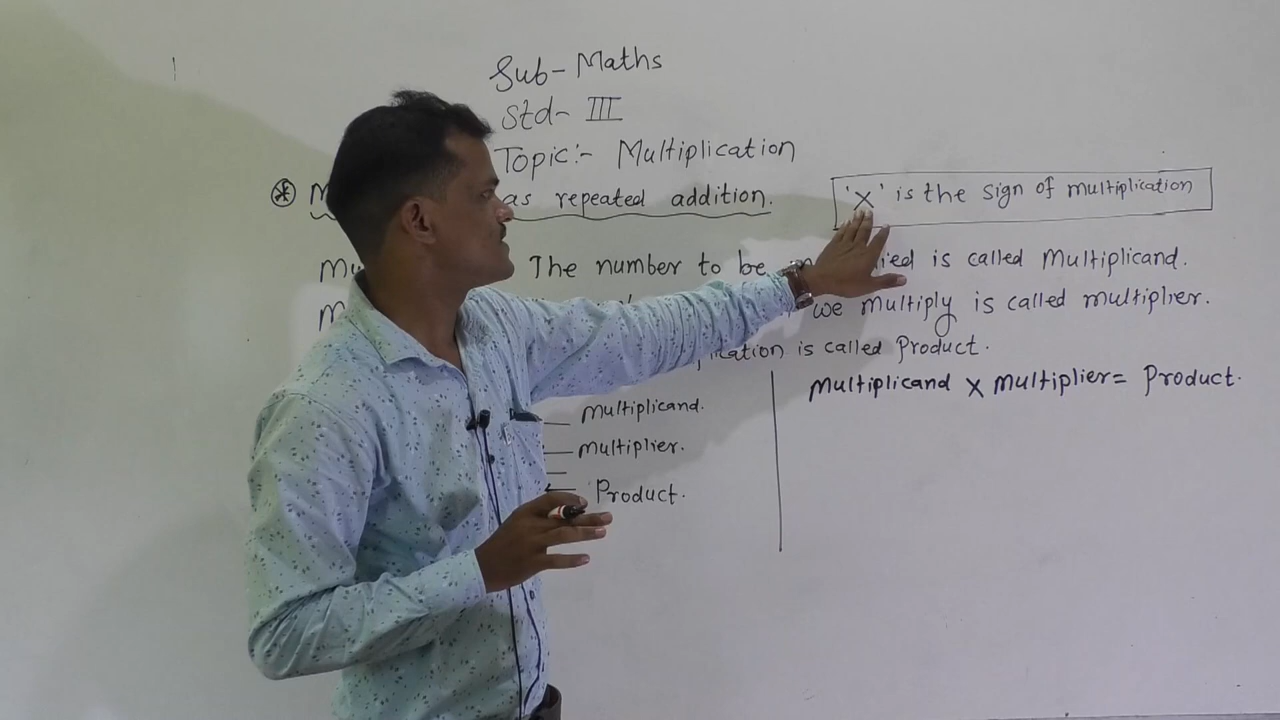 Sub- Maths
Std- III
Topic:- Multiplication
as repeated addition.
'X' is the sign of multiplication
The number to be is called Multiplicand.
we multiply is called multiplier.
is called Product.
Multiplicand X multiplier= Product.
multiplicand.
multiplier.
Product.